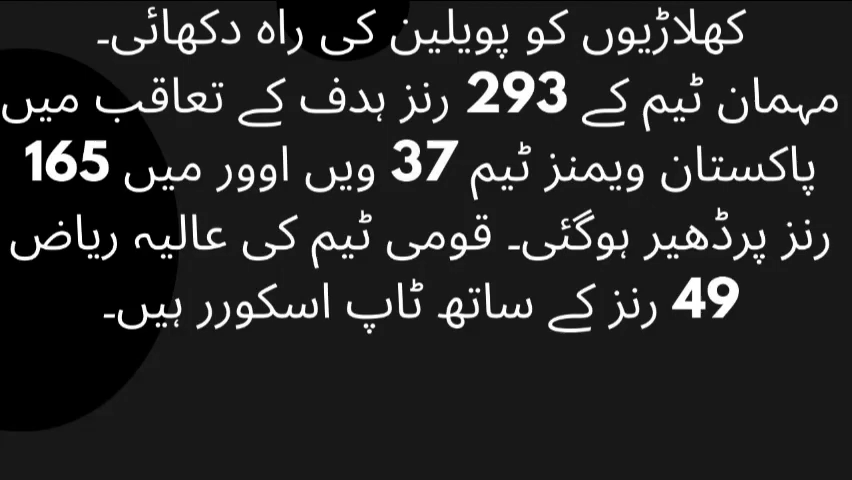 کھلاڑیوں کو پویلین کی راہ دکھائی۔
مہمان ٹیم کے 293 رنز ہدف کے تعاقب میں
پاکستان ویمنز ٹیم 37 ویں اوور میں 165
رنز پرڈھیر ہوگئی۔ قومی ٹیم کی عالیہ ریاض
49 رنز کے ساتھ ٹاپ اسکورر ہیں۔